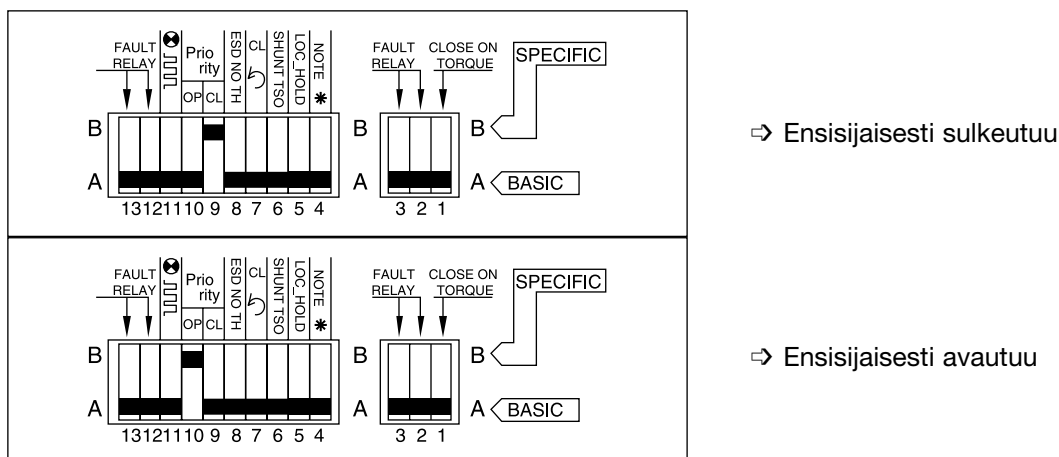 FAULT RELAY
Prio rity
OP CL
ESD NO TH
CL
SHUNT TSO
LOC_HOLD
NOTE *
FAULT RELAY
CLOSE ON TORQUE
SPECIFIC
B B B
A A A BASIC
13 12 11 10 9 8 7 6 5 4 3 2 1
⇨ Ensisijaisesti sulkeutuu
FAULT RELAY
Prio rity
OP CL
ESD NO TH
CL
SHUNT TSO
LOC_HOLD
NOTE *
FAULT RELAY
CLOSE ON TORQUE
SPECIFIC
B B B
A A A BASIC
13 12 11 10 9 8 7 6 5 4 3 2 1
⇨ Ensisijaisesti avautuu